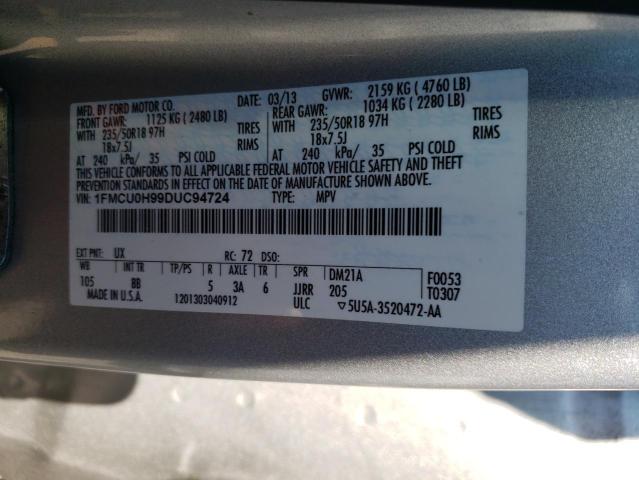 MFD. BY FORD MOTOR CO.
DATE: 03/13 GVWR: 2159 KG ( 4760 LB)
FRONT GAWR: 1125 KG ( 2480 LB) REAR GAWR: 1034 KG ( 2280 LB)
WITH 235/50R18 97H TIRES WITH 235/50R18 97H TIRES
18x7.5J RIMS 18x7.5J RIMS
AT 240 kPa/ 35 PSI COLD AT 240 kPa/ 35 PSI COLD
THIS VEHICLE CONFORMS TO ALL APPLICABLE FEDERAL MOTOR VEHICLE SAFETY AND THEFT
PREVENTION STANDARDS IN EFFECT ON THE DATE OF MANUFACTURE SHOWN ABOVE.
VIN: 1FMCU0H99DUC94724 TYPE: MPV
EXT PNT: UX RC: 72 DSO:
WB INT TR TP/PS R AXLE TR SPR DM21A F0053
105 8B 5 3A 6 JJRR 205 T0307
MADE IN U.S.A. 1201303040912 ULC ▽5U5A-3520472-AA